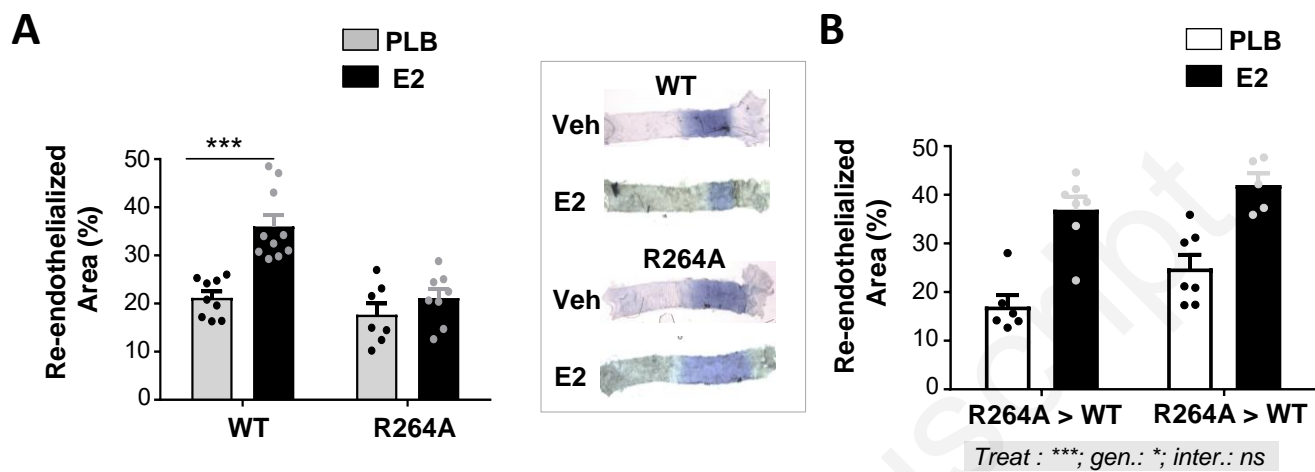 A
PLB
E2
***
Re-endothelialized
Area (%)
50
40
30
20
10
0
WT
R264A
WT
Veh
E2
R264A
Veh
E2
B
PLB
E2
Re-endothelialized
Area (%)
50
40
30
20
10
0
R264A > WT
R264A > WT
Treat : ***; gen.: *; inter.: ns